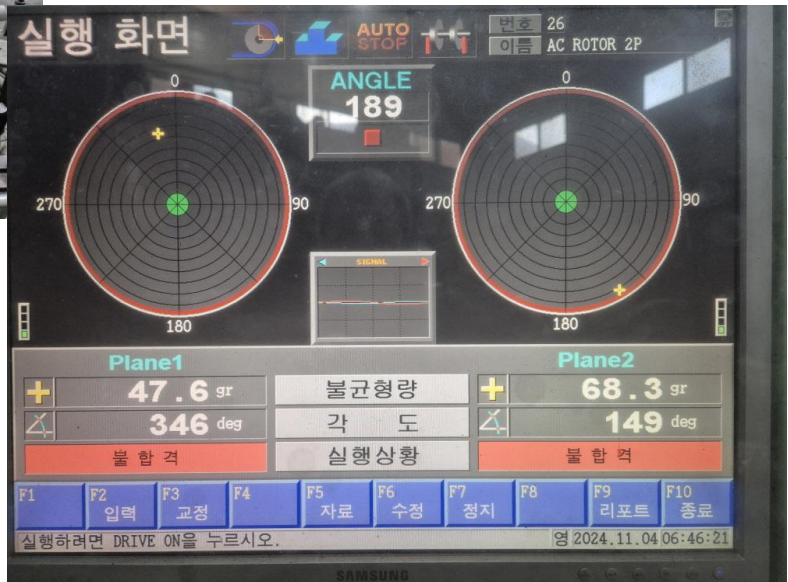 실행 화면
AUTO STOP
번호 26
이름 AC ROTOR 2P
ANGLE
189
0
270
90
180
0
270
90
180
SIGNAL
Plane1
Plane2
47.6 gr 불균형량 68.3 gr
346 deg 각 도 149 deg
불합격 실행상황 불합격
F1 F2 입력 F3 교정 F4 F5 자료 F6 수정 F7 정지 F8 F9 리포트 F10 종료
실행하려면 DRIVE ON을 누르시오. 영 2024.11.04 06:46:21
SAMSUNG